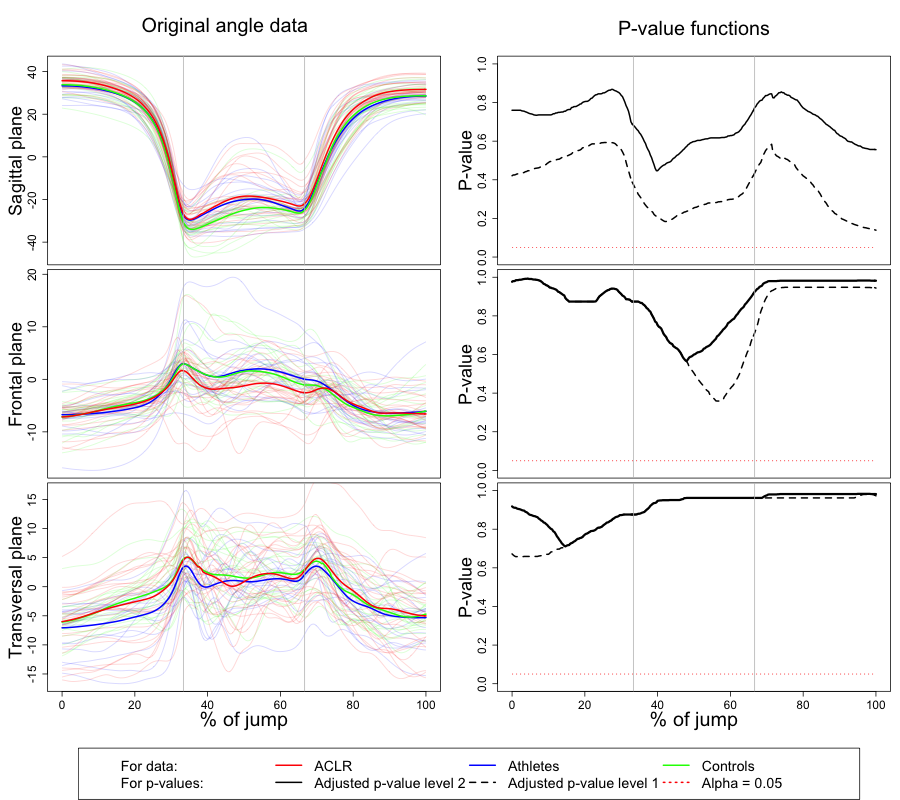 Original angle data
P-value functions
Sagittal plane
40
20
0
-20
-40
P-value
1.0
0.8
0.6
0.4
0.2
0.0
Frontal plane
20
10
0
-10
P-value
1.0
0.8
0.6
0.4
0.2
0.0
Transversal plane
15
10
5
0
-5
-10
-15
P-value
1.0
0.8
0.6
0.4
0.2
0.0
0 20 40 60 80 100
% of jump
0 20 40 60 80 100
% of jump
For data: ACLR Athletes Controls
For p-values: Adjusted p-value level 2 Adjusted p-value level 1 Alpha = 0.05